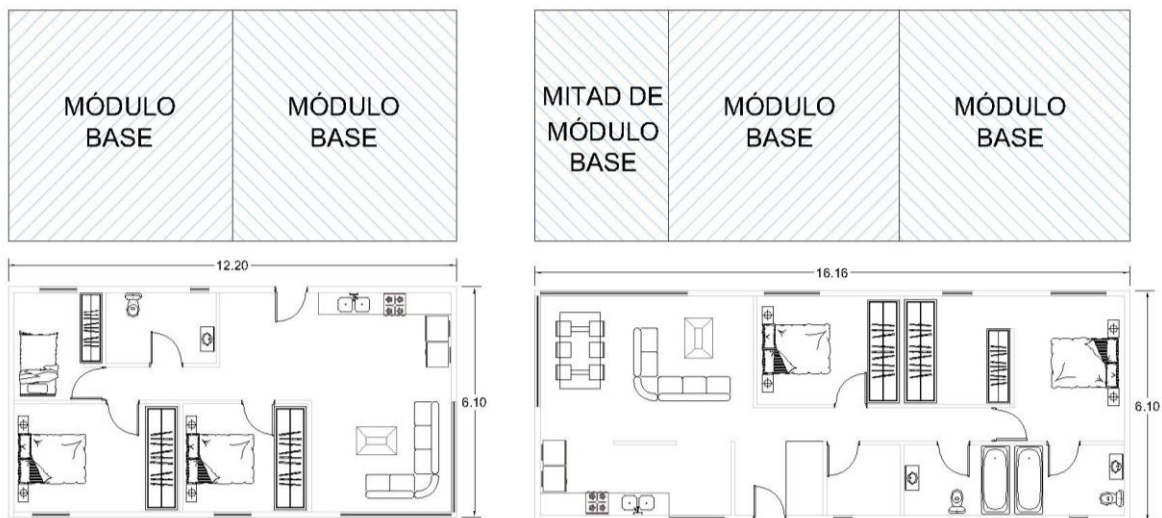 MÓDULO
BASE
MÓDULO
BASE
MITAD DE
MÓDULO
BASE
MÓDULO
BASE
MÓDULO
BASE
12.20
6.10
16.16
6.10